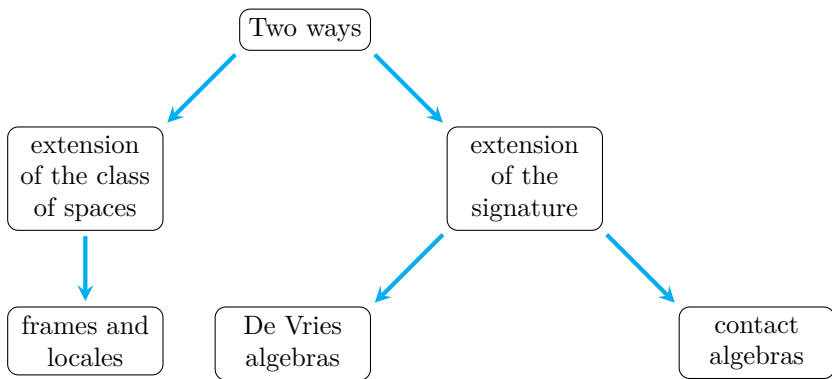 Two ways
extension
of the class
of spaces
extension
of the
signature
frames and
locales
De Vries
algebras
contact
algebras